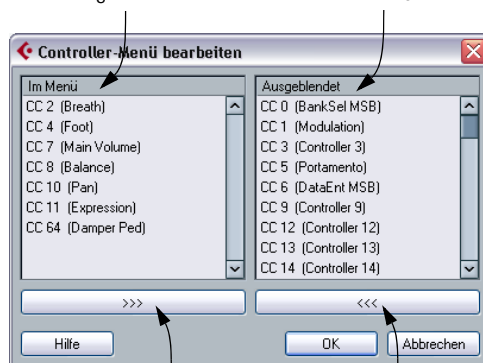 Controller-Menü bearbeiten
Im Menü
CC 2 (Breath)
CC 4 (Foot)
CC 7 (Main Volume)
CC 8 (Balance)
CC 10 (Pan)
CC 11 (Expression)
CC 64 (Damper Ped)
>>>
Ausgeblendet
CC 0 (BankSel MSB)
CC 1 (Modulation)
CC 3 (Controller 3)
CC 5 (Portamento)
CC 6 (DataEnt MSB)
CC 9 (Controller 9)
CC 12 (Controller 12)
CC 13 (Controller 13)
CC 14 (Controller 14)
<<<
Hilfe
OK
Abbrechen